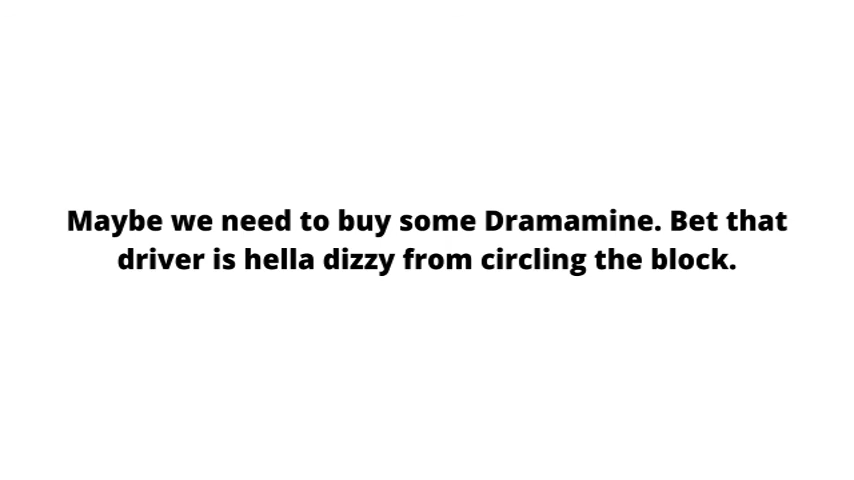 Maybe we need to buy some Dramamine. Bet that
driver is hella dizzy from circling the block.